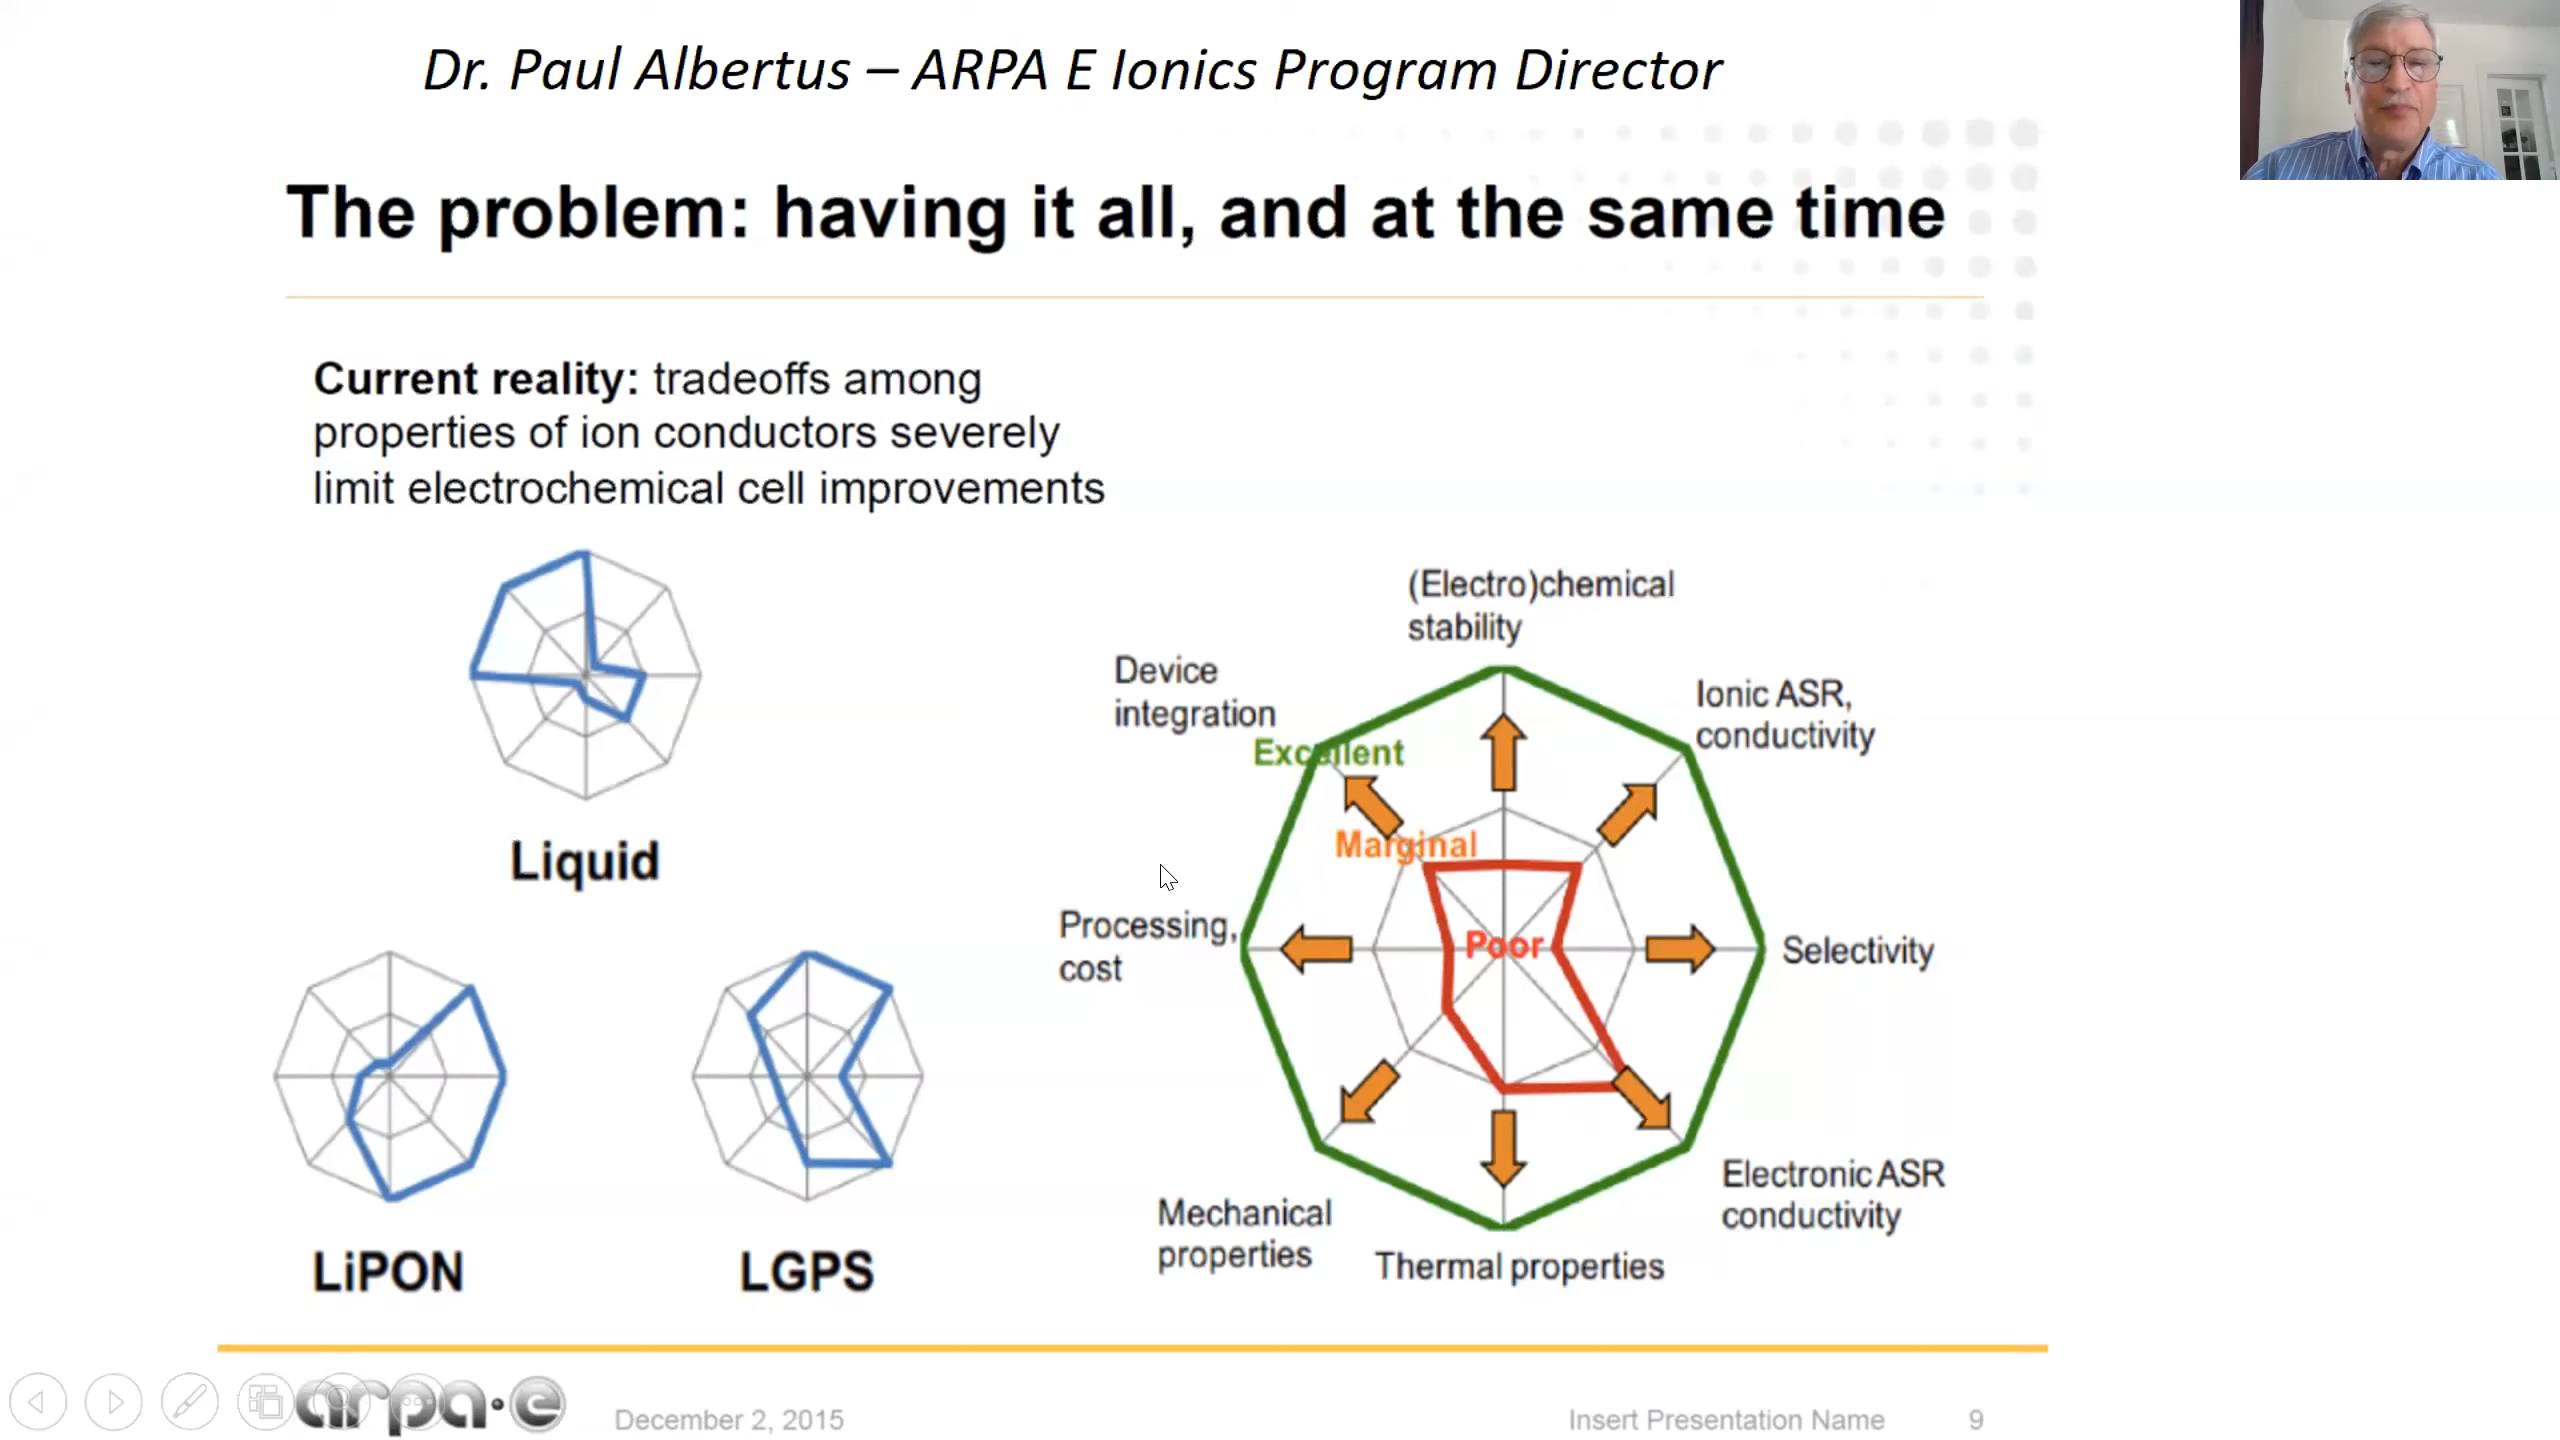 Dr. Paul Albertus – ARPA E Ionics Program Director
The problem: having it all, and at the same time
Current reality: tradeoffs among
properties of ion conductors severely
limit electrochemical cell improvements
Liquid
LiPON
LGPS
(Electro)chemical
stability
Device
integration
Ionic ASR,
conductivity
Excellent
Marginal
Poor
Processing,
cost
Selectivity
Mechanical
properties
Thermal properties
Electronic ASR
conductivity
arpa·e
December 2, 2015
Insert Presentation Name
9